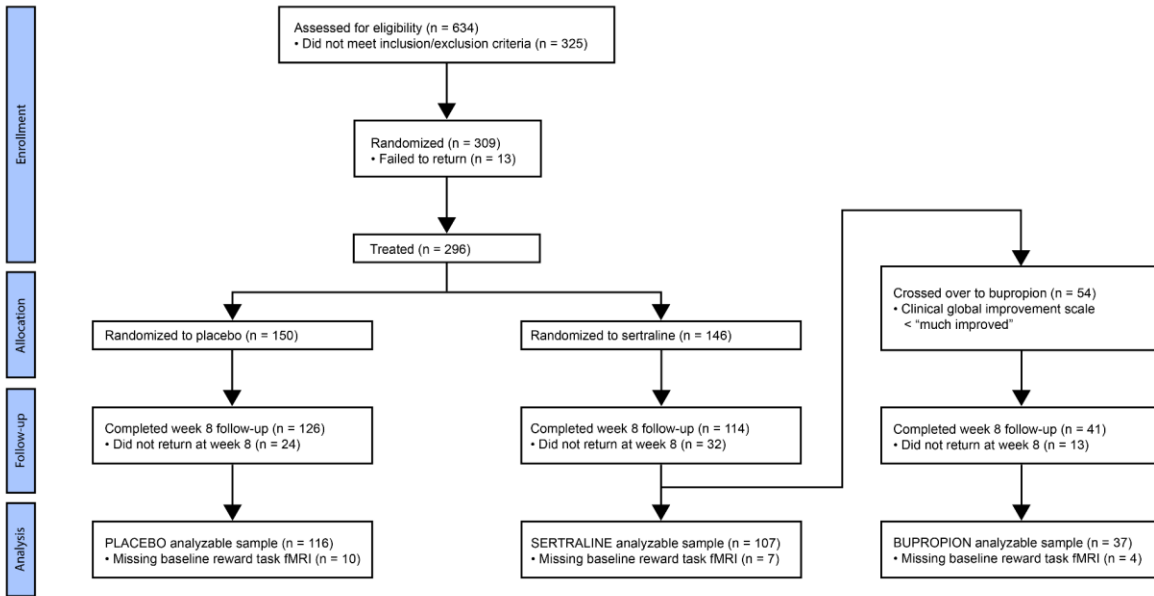 Enrollment
Assessed for eligibility (n = 634)
• Did not meet inclusion/exclusion criteria (n = 325)
Randomized (n = 309)
• Failed to return (n = 13)
Treated (n = 296)
Allocation
Randomized to placebo (n = 150)
Randomized to sertraline (n = 146)
Crossed over to bupropion (n = 54)
• Clinical global improvement scale
< “much improved”
Follow-up
Completed week 8 follow-up (n = 126)
• Did not return at week 8 (n = 24)
Completed week 8 follow-up (n = 114)
• Did not return at week 8 (n = 32)
Completed week 8 follow-up (n = 41)
• Did not return at week 8 (n = 13)
Analysis
PLACEBO analyzable sample (n = 116)
• Missing baseline reward task fMRI (n = 10)
SERTRALINE analyzable sample (n = 107)
• Missing baseline reward task fMRI (n = 7)
BUPROPION analyzable sample (n = 37)
• Missing baseline reward task fMRI (n = 4)